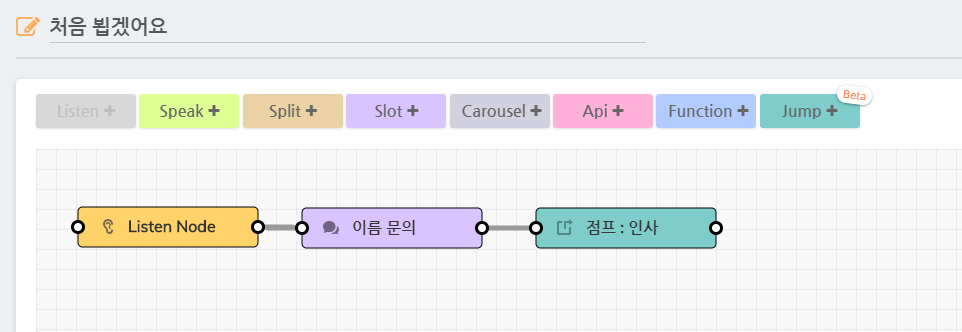 처음 뵙겠어요
Beta
Listen + Speak + Split + Slot + Carousel + Api + Function + Jump +
Listen Node 이름 문의 점프 : 인사